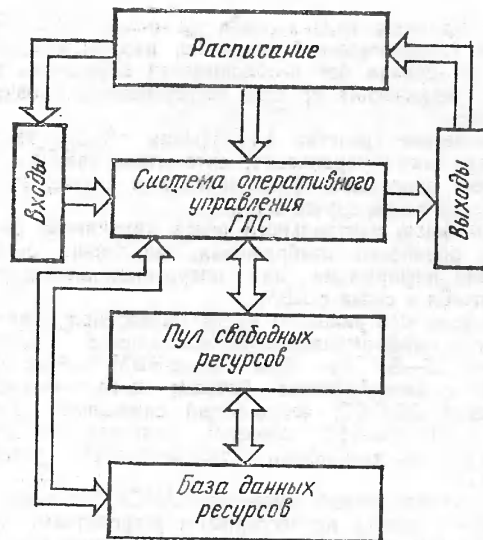 Расписание
Входы
Система оперативного
управления
ГПС
Выходы
Пул свободных
ресурсов
База данных
ресурсов